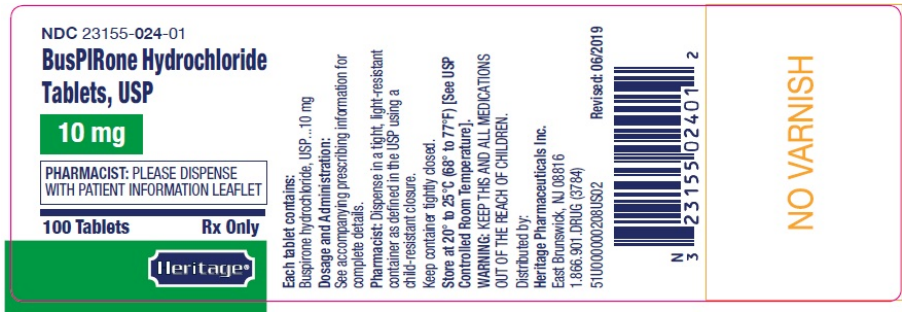 NDC 23155-024-01
BusPIRone Hydrochloride
Tablets, USP
10 mg
PHARMACIST: PLEASE DISPENSE
WITH PATIENT INFORMATION LEAFLET
100 Tablets Rx Only
Heritage®
Each tablet contains:
Buspirone hydrochloride, USP...10 mg
Dosage and Administration:
See accompanying prescribing information for
complete details.
Pharmacist: Dispense in a tight, light-resistant
container as defined in the USP using a
child-resistant closure.
Keep container tightly closed.
Store at 20° to 25°C (68° to 77°F) [See USP
Controlled Room Temperature].
WARNING: KEEP THIS AND ALL MEDICATIONS
OUT OF THE REACH OF CHILDREN.
Distributed by:
Heritage Pharmaceuticals Inc.
East Brunswick, NJ 08816
1.866.901.DRUG (3784)
51U000000208US02 Revised: 06/2019
N
3 23155 02401 2
NO VARNISH